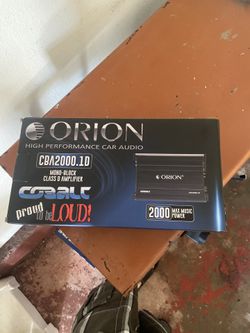 ORION
HIGH PERFORMANCE CAR AUDIO
CBA2000.1D
MONO-BLOCK
CLASS D AMPLIFIER
COBALT
PROUD to be LOUD!
ORION
2000 MAX MUSIC
POWER